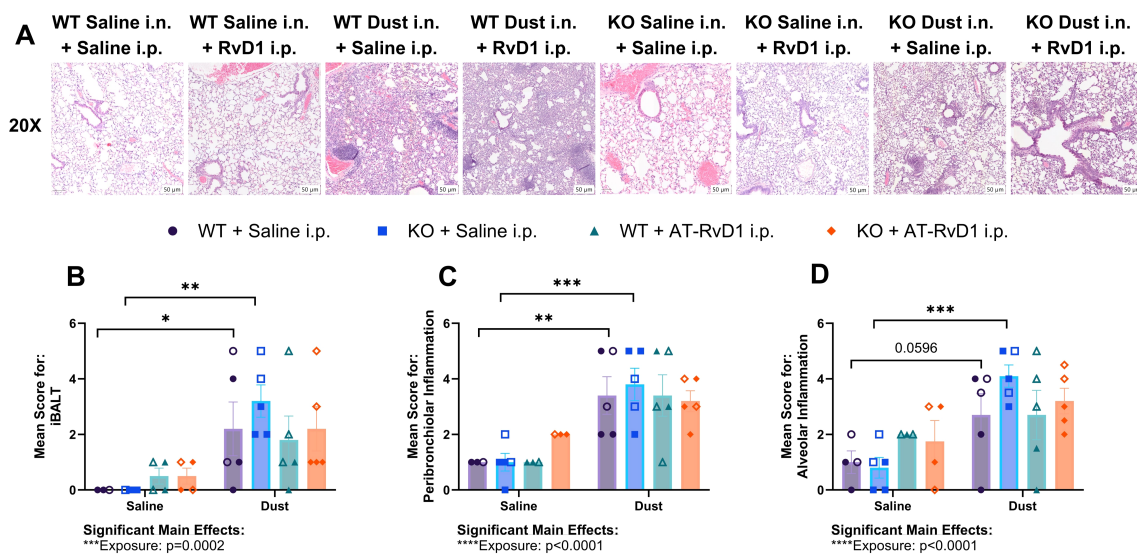 A
WT Saline i.n. + Saline i.p.
WT Saline i.n. + RvD1 i.p.
WT Dust i.n. + Saline i.p.
WT Dust i.n. + RvD1 i.p.
KO Saline i.n. + Saline i.p.
KO Saline i.n. + RvD1 i.p.
KO Dust i.n. + Saline i.p.
KO Dust i.n. + RvD1 i.p.
20X
50 µm
50 µm
50 µm
50 µm
50 µm
50 µm
50 µm
50 µm
WT + Saline i.p.
KO + Saline i.p.
WT + AT-RvD1 i.p.
KO + AT-RvD1 i.p.
B
Mean Score for:
iBALT
6
4
2
0
**
*
Saline
Dust
Significant Main Effects:
***Exposure: p=0.0002
C
Mean Score for:
Peribronchiolar Inflammation
6
4
2
0
***
**
Saline
Dust
Significant Main Effects:
****Exposure: p<0.0001
D
Mean Score for:
Alveolar Inflammation
6
4
2
0
***
0.0596
Saline
Dust
Significant Main Effects:
****Exposure: p<0.0001